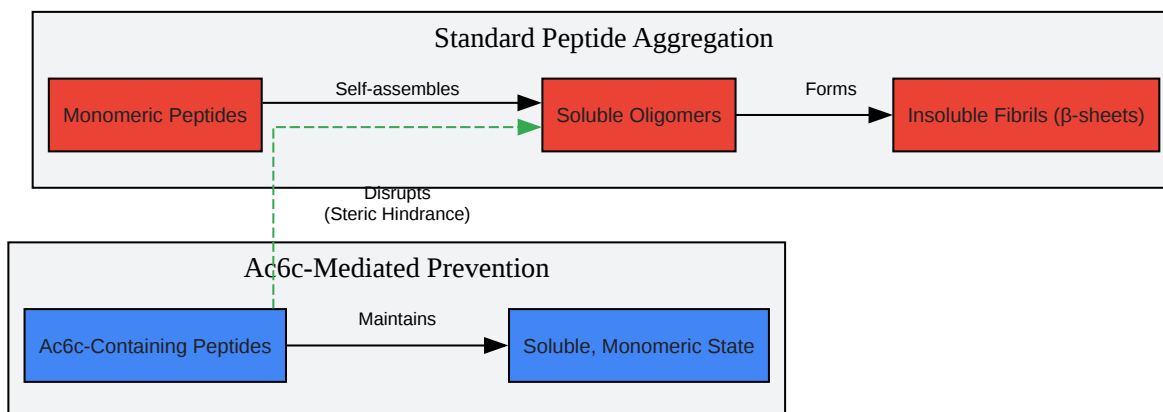 Standard Peptide Aggregation
Monomeric Peptides
Self-assembles
Soluble Oligomers
Forms
Insoluble Fibrils (β-sheets)
Disrupts
(Steric Hindrance)
Ac6c-Mediated Prevention
Ac6c-Containing Peptides
Maintains
Soluble, Monomeric State